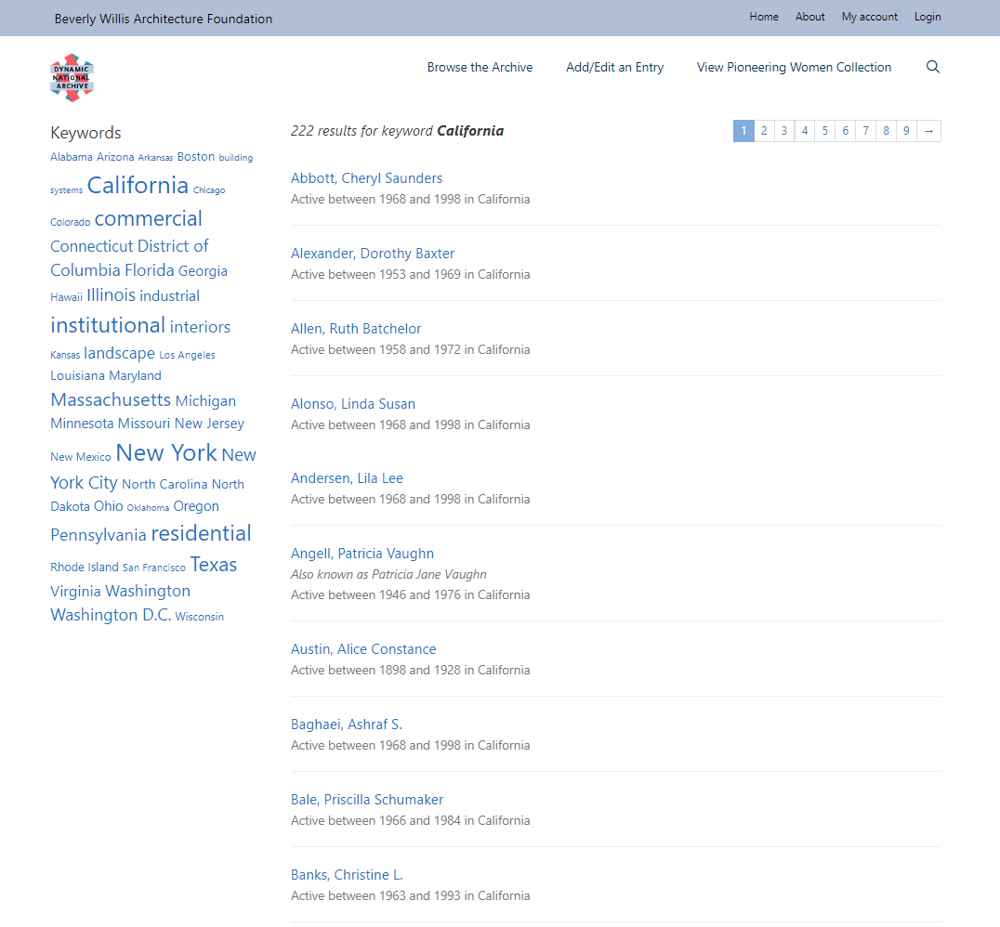 Beverly Willis Architecture Foundation
Home About My account Login
DYNAMIC
NATIONAL
ARCHIVE
Browse the Archive Add/Edit an Entry View Pioneering Women Collection
Keywords
Alabama Arizona Arkansas Boston building
systems California Chicago
Colorado commercial
Connecticut District of
Columbia Florida Georgia
Hawaii Illinois industrial
institutional interiors
Kansas landscape Los Angeles
Louisiana Maryland
Massachusetts Michigan
Minnesota Missouri New Jersey
New Mexico New York New
York City North Carolina North
Dakota Ohio Oklahoma Oregon
Pennsylvania residential
Rhode Island San Francisco Texas
Virginia Washington
Washington D.C. Wisconsin
222 results for keyword California
1 2 3 4 5 6 7 8 9 →
Abbott, Cheryl Saunders
Active between 1968 and 1998 in California
Alexander, Dorothy Baxter
Active between 1953 and 1969 in California
Allen, Ruth Batchelor
Active between 1958 and 1972 in California
Alonso, Linda Susan
Active between 1968 and 1998 in California
Andersen, Lila Lee
Active between 1968 and 1998 in California
Angell, Patricia Vaughn
Also known as Patricia Jane Vaughn
Active between 1946 and 1976 in California
Austin, Alice Constance
Active between 1898 and 1928 in California
Baghaei, Ashraf S.
Active between 1968 and 1998 in California
Bale, Priscilla Schumaker
Active between 1966 and 1984 in California
Banks, Christine L.
Active between 1963 and 1993 in California